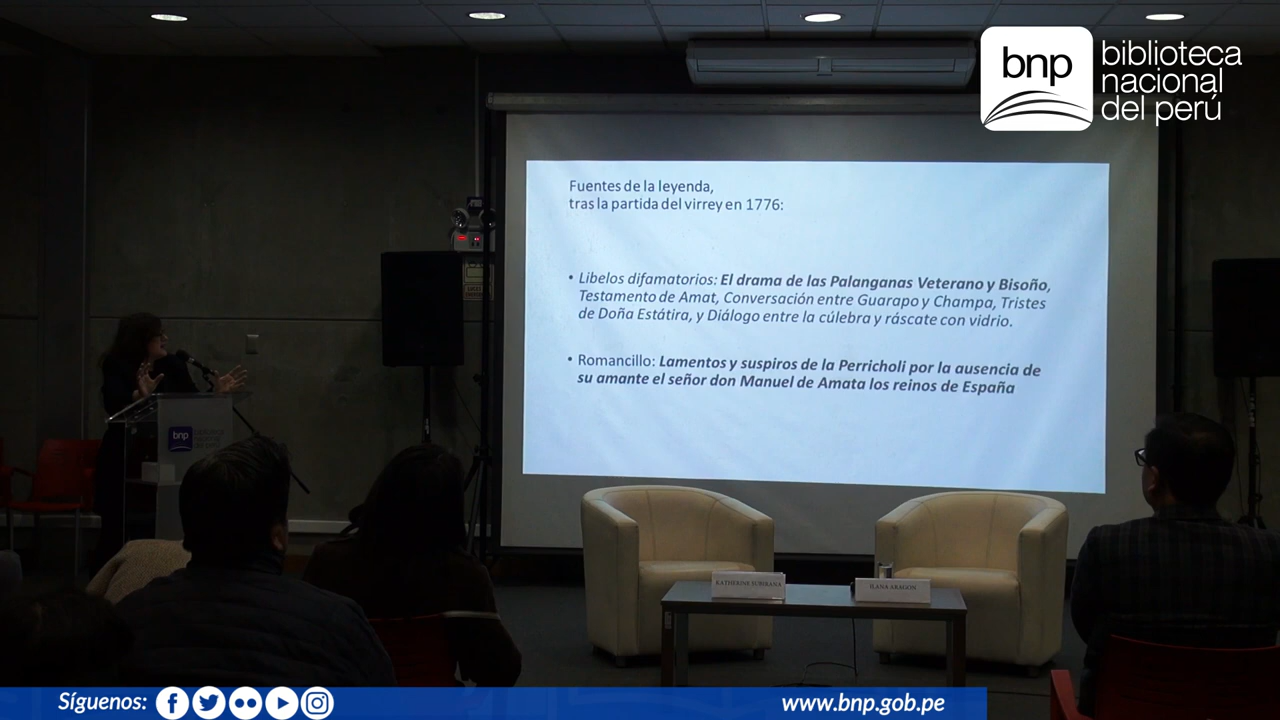 bnp
biblioteca
nacional
del perú
Fuentes de la leyenda,
tras la partida del virrey en 1776:
• Libelos difamatorios: El drama de las Palanganas Veterano y Bisoño,
Testamento de Amat, Conversación entre Guarapo y Champa, Tristes
de Doña Estátira, y Diálogo entre la cúlebra y ráscate con vidrio.
• Romancillo: Lamentos y suspiros de la Perricholi por la ausencia de
su amante el señor don Manuel de Amata los reinos de España
bnp
KATHERINE
ILANA ARAGON
Síguenos:
www.bnp.gob.pe